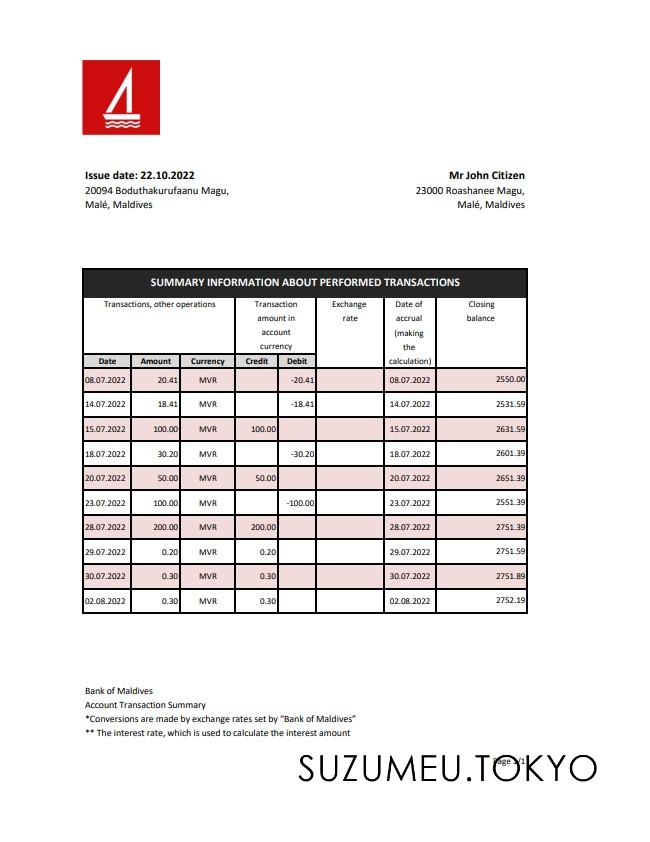 Issue date: 22.10.2022
20094 Boduthakurufaanu Magu,
Malé, Maldives
Mr John Citizen
23000 Roashanee Magu,
Malé, Maldives
SUMMARY INFORMATION ABOUT PERFORMED TRANSACTIONS
Transactions, other operations
Transaction
amount in
account
currency
Exchange
rate
Date of
accrual
(making
the
calculation)
Closing
balance
Date Amount Currency Credit Debit
08.07.2022 20.41 MVR -20.41 08.07.2022 2550.00
14.07.2022 18.41 MVR -18.41 14.07.2022 2531.59
15.07.2022 100.00 MVR 100.00 15.07.2022 2631.59
18.07.2022 30.20 MVR -30.20 18.07.2022 2601.39
20.07.2022 50.00 MVR 50.00 20.07.2022 2651.39
23.07.2022 100.00 MVR -100.00 23.07.2022 2551.39
28.07.2022 200.00 MVR 200.00 28.07.2022 2751.39
29.07.2022 0.20 MVR 0.20 29.07.2022 2751.59
30.07.2022 0.30 MVR 0.30 30.07.2022 2751.89
02.08.2022 0.30 MVR 0.30 02.08.2022 2752.19
Bank of Maldives
Account Transaction Summary
*Conversions are made by exchange rates set by “Bank of Maldives”
** The interest rate, which is used to calculate the interest amount
SUZUMEU.TOKYO